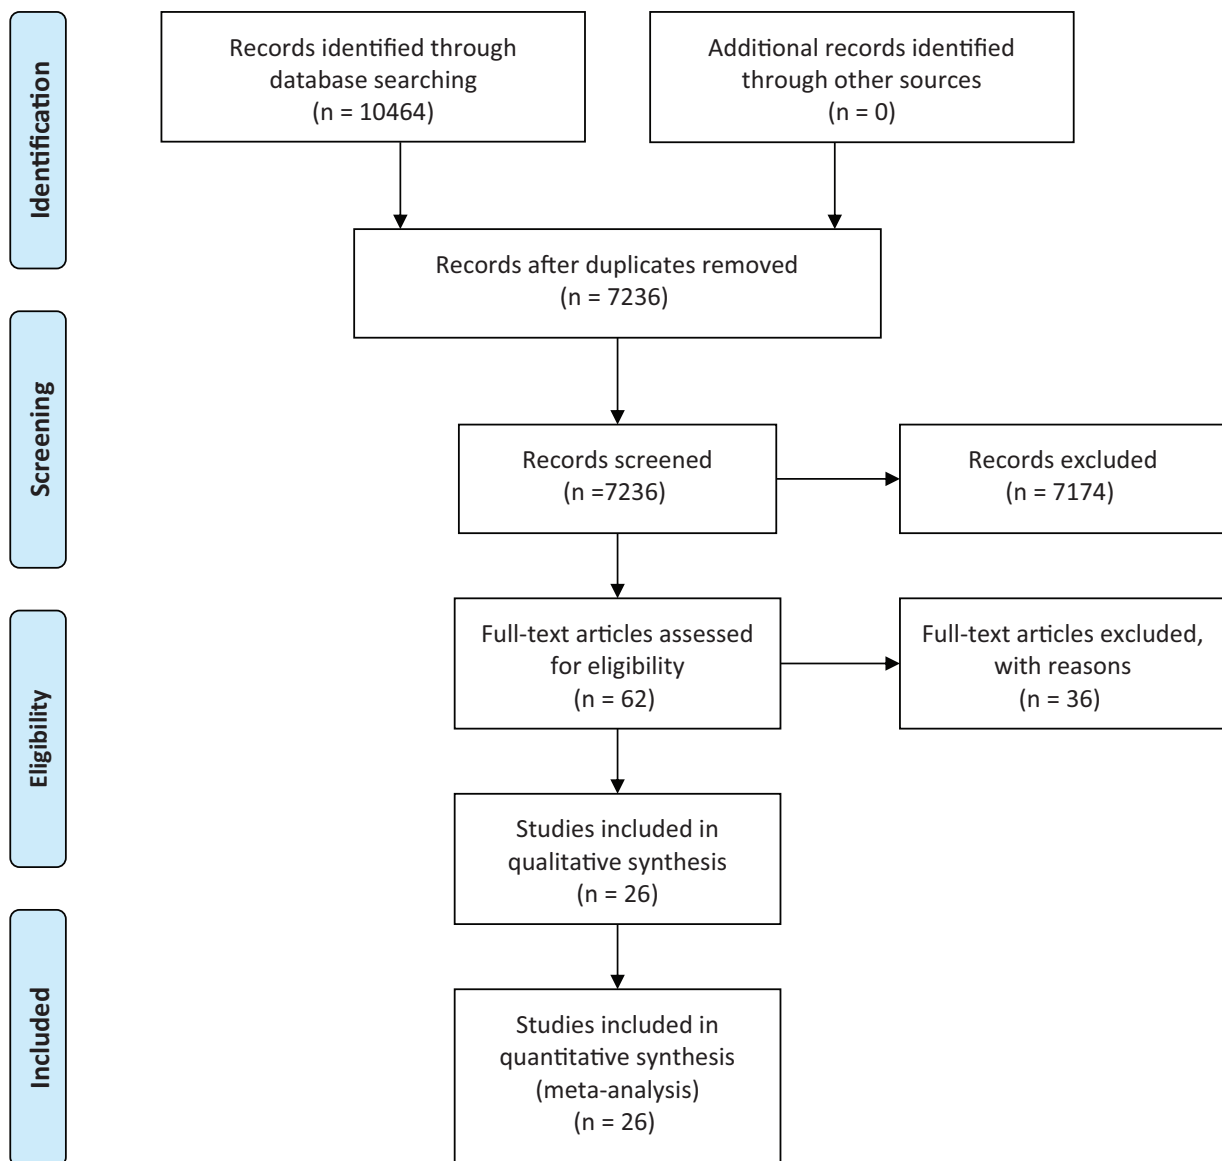 Identification
Records identified through
database searching
(n = 10464)
Additional records identified
through other sources
(n = 0)
Records after duplicates removed
(n = 7236)
Screening
Records screened
(n =7236)
Records excluded
(n = 7174)
Eligibility
Full-text articles assessed
for eligibility
(n = 62)
Full-text articles excluded,
with reasons
(n = 36)
Studies included in
qualitative synthesis
(n = 26)
Included
Studies included in
quantitative synthesis
(meta-analysis)
(n = 26)